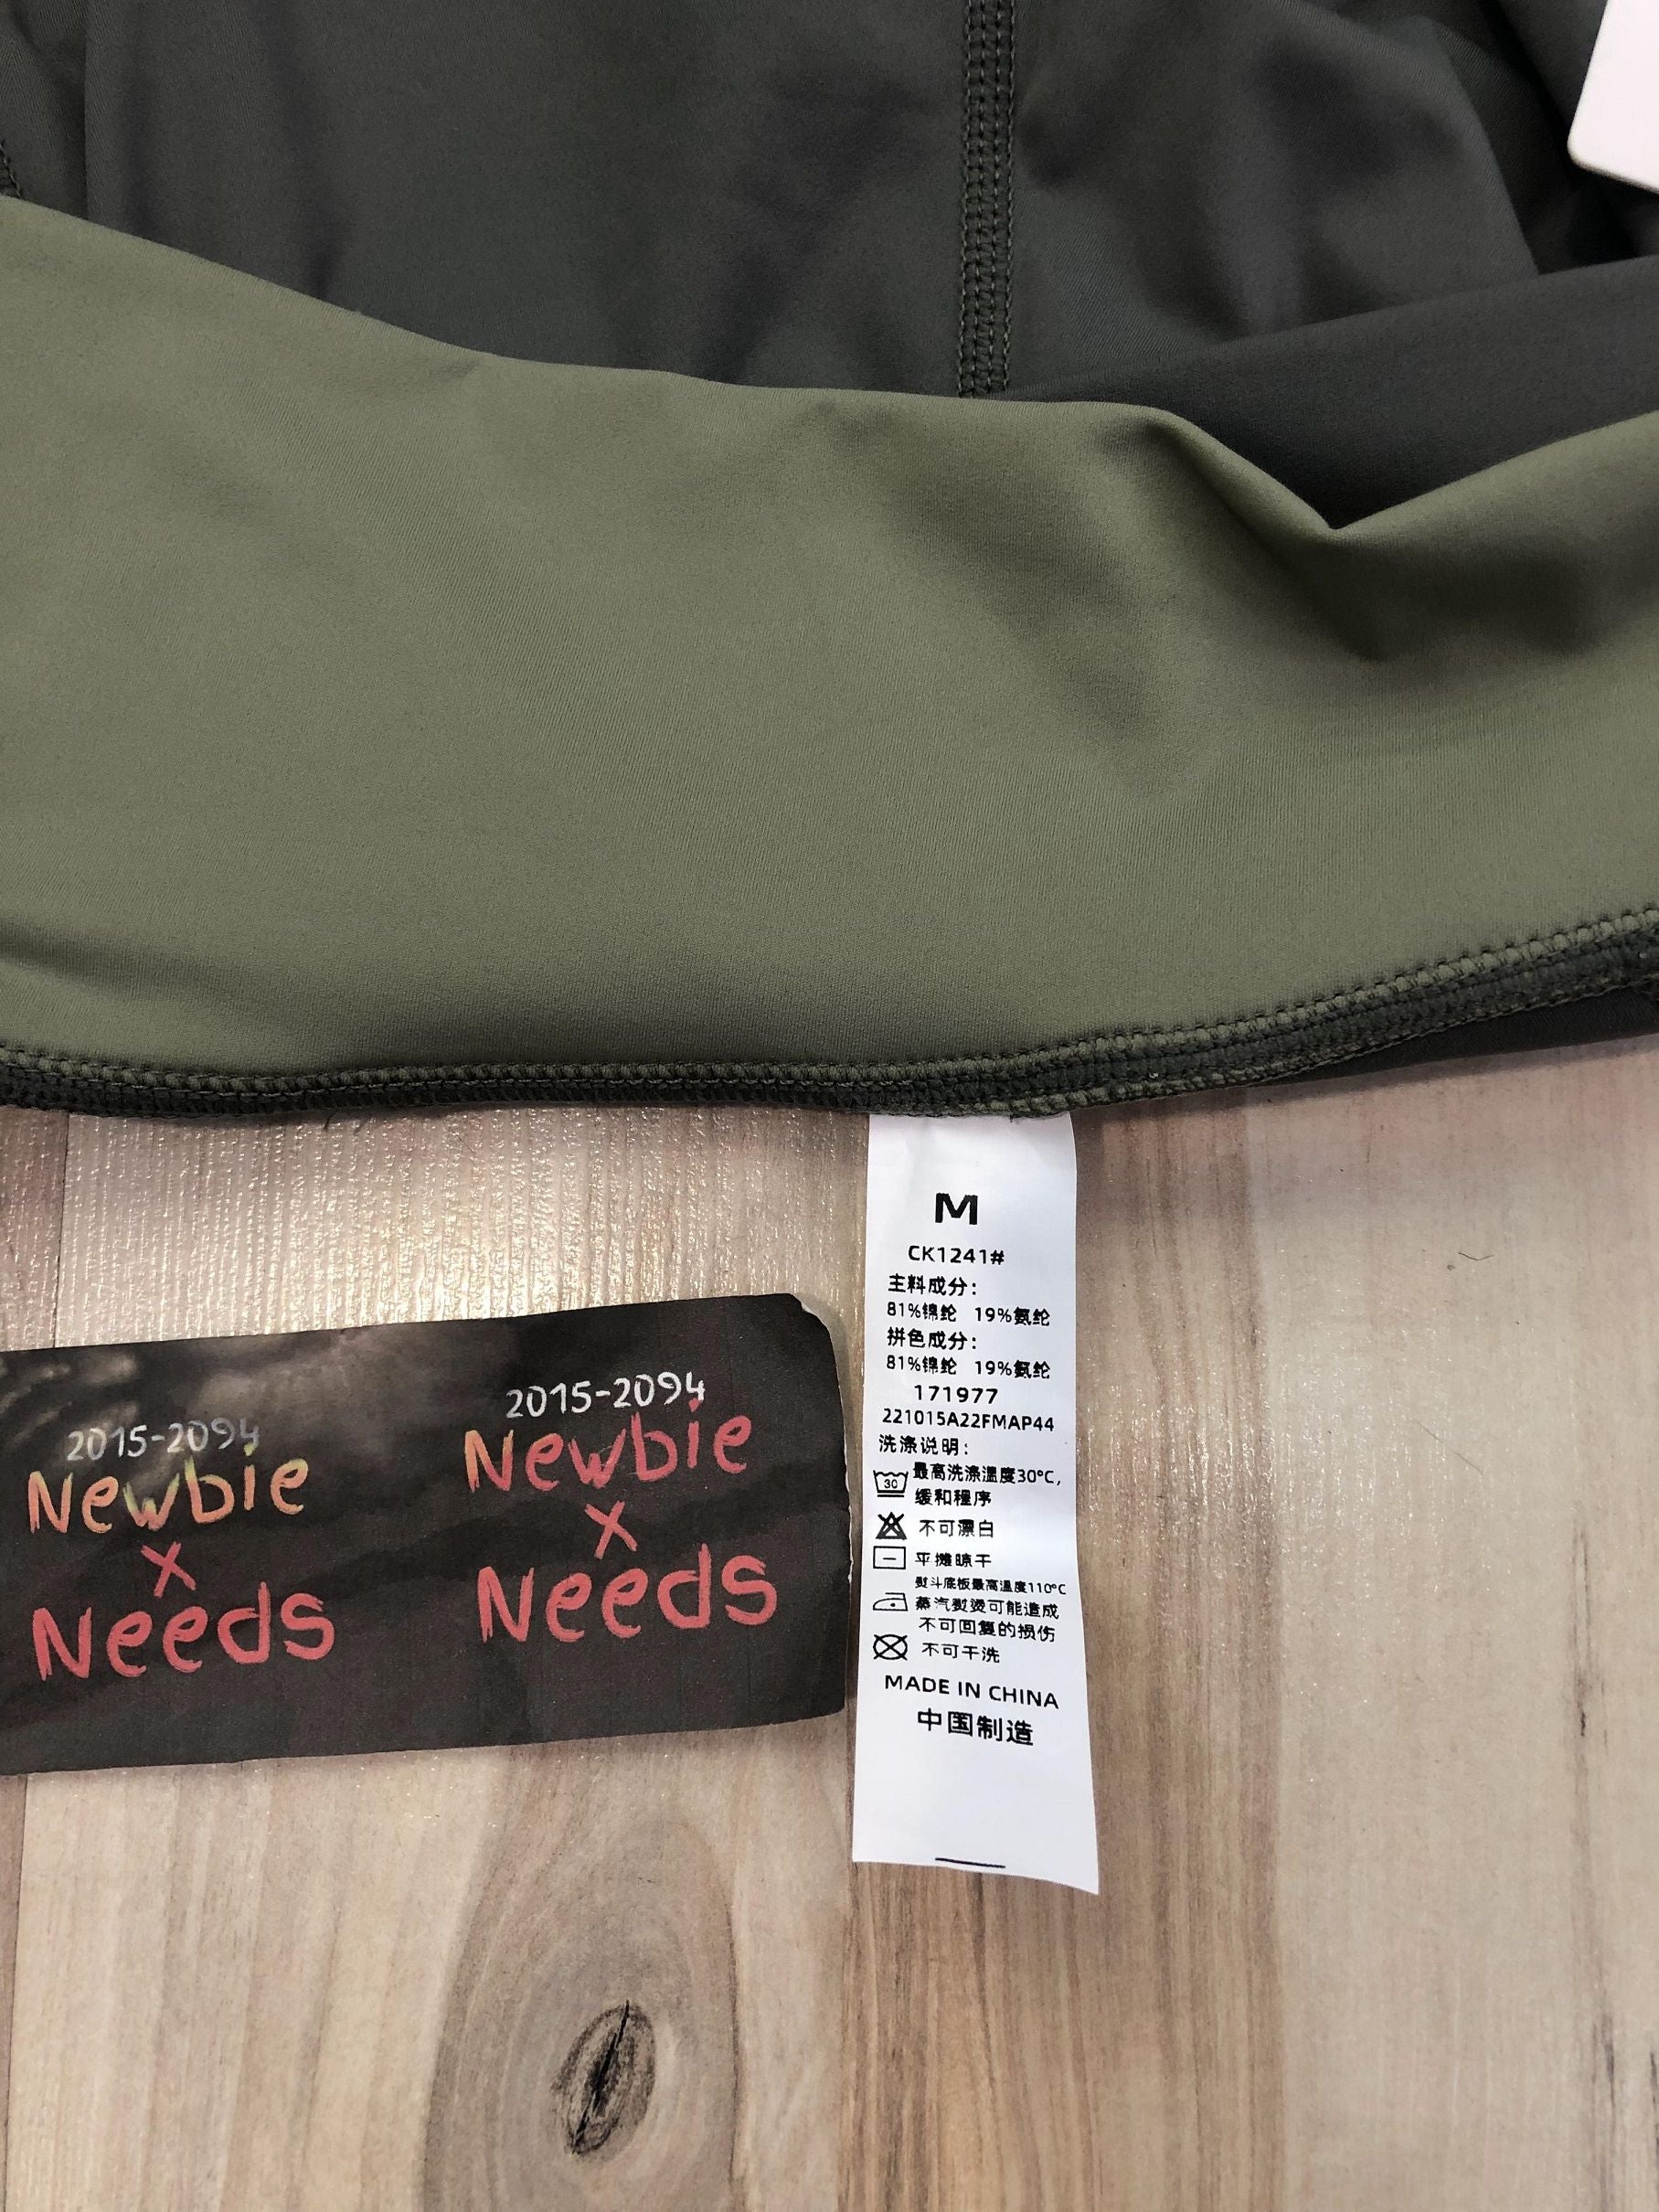 M
CK1241#
主料成分：
81%锦纶 19%氨纶
拼色成分：
81%锦纶 19%氨纶
171977
221015A22FMAP44
洗涤说明：
30
最高洗涤温度30°C，
缓和程序
不可漂白
平摊晾干
熨斗底板最高温度110°C
蒸汽熨烫可能造成
不可回复的损伤
不可干洗
MADE IN CHINA
中国制造
2015-2094
Newbie
x
Needs
2015-2094
Newbie
x
Needs